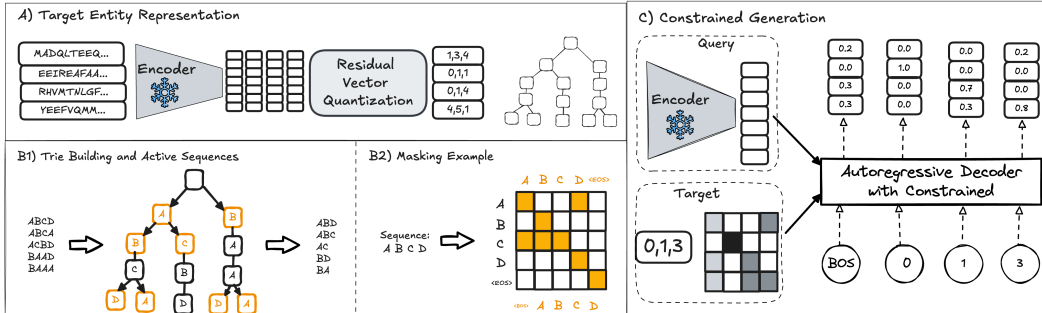 A) Target Entity Representation
MADQLTEEQ...
EEIREAFAA...
RHVMTNLGF...
YEEFVQMM...
Encoder
Residual
Vector
Quantization
1,3,4
0,1,1
0,1,4
4,5,1
B1) Trie Building and Active Sequences
ABCD
ABCA
ACBD
BAAD
BAAA
A
B
B
C
A
C
B
A
D
A
D
D
A
ABD
ABC
AC
BD
BA
B2) Masking Example
Sequence:
A B C D
A B C D <EOS>
A
B
C
D
<EOS>
<BOS> A B C D
C) Constrained Generation
Query
Encoder
Target
0,1,3
0.2 0.0 0.0 0.2
0.0 1.0 0.0 0.0
0.3 0.0 0.7 0.0
0.3 0.0 0.3 0.8
Autoregressive Decoder
with Constrained
BOS 0 1 3